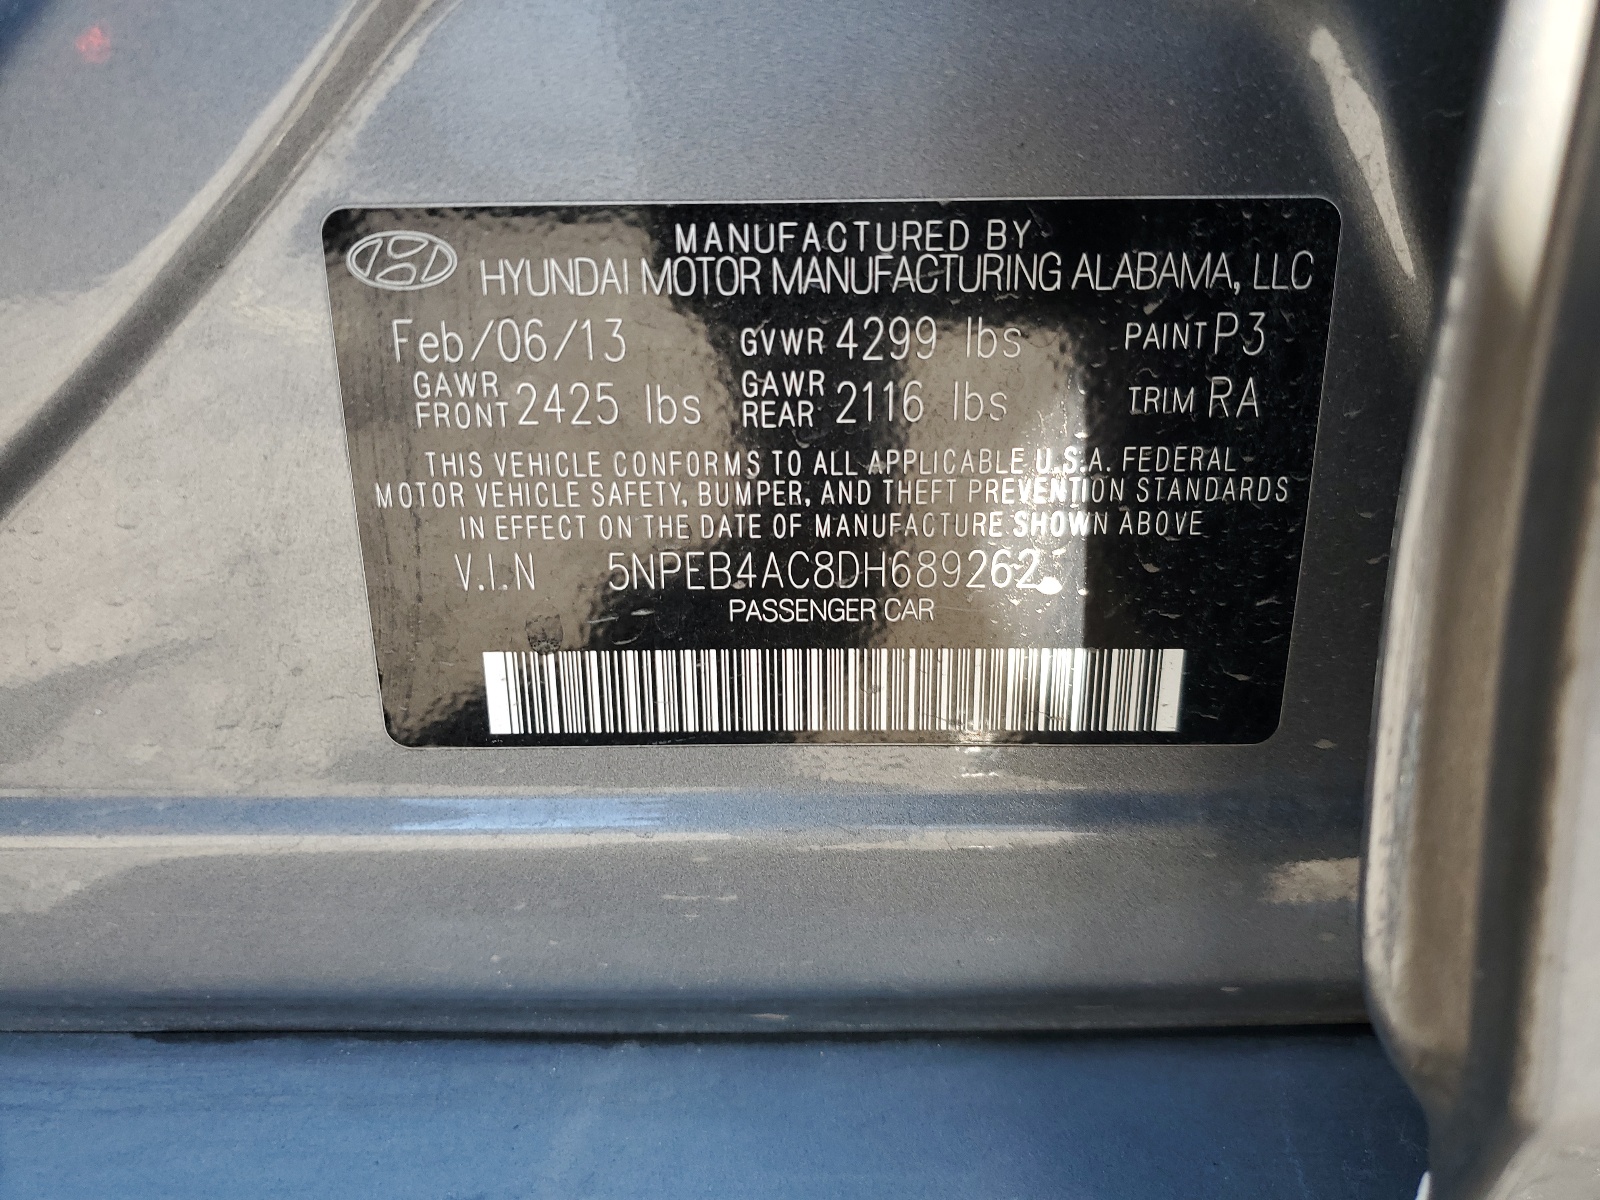 MANUFACTURED BY
HYUNDAI MOTOR MANUFACTURING ALABAMA, LLC
Feb/06/13 GVWR 4299 lbs PAINT P3
GAWR FRONT 2425 lbs GAWR REAR 2116 lbs TRIM RA
THIS VEHICLE CONFORMS TO ALL APPLICABLE U.S.A. FEDERAL
MOTOR VEHICLE SAFETY, BUMPER, AND THEFT PREVENTION STANDARDS
IN EFFECT ON THE DATE OF MANUFACTURE SHOWN ABOVE
V.I.N 5NPEB4AC8DH689262
PASSENGER CAR